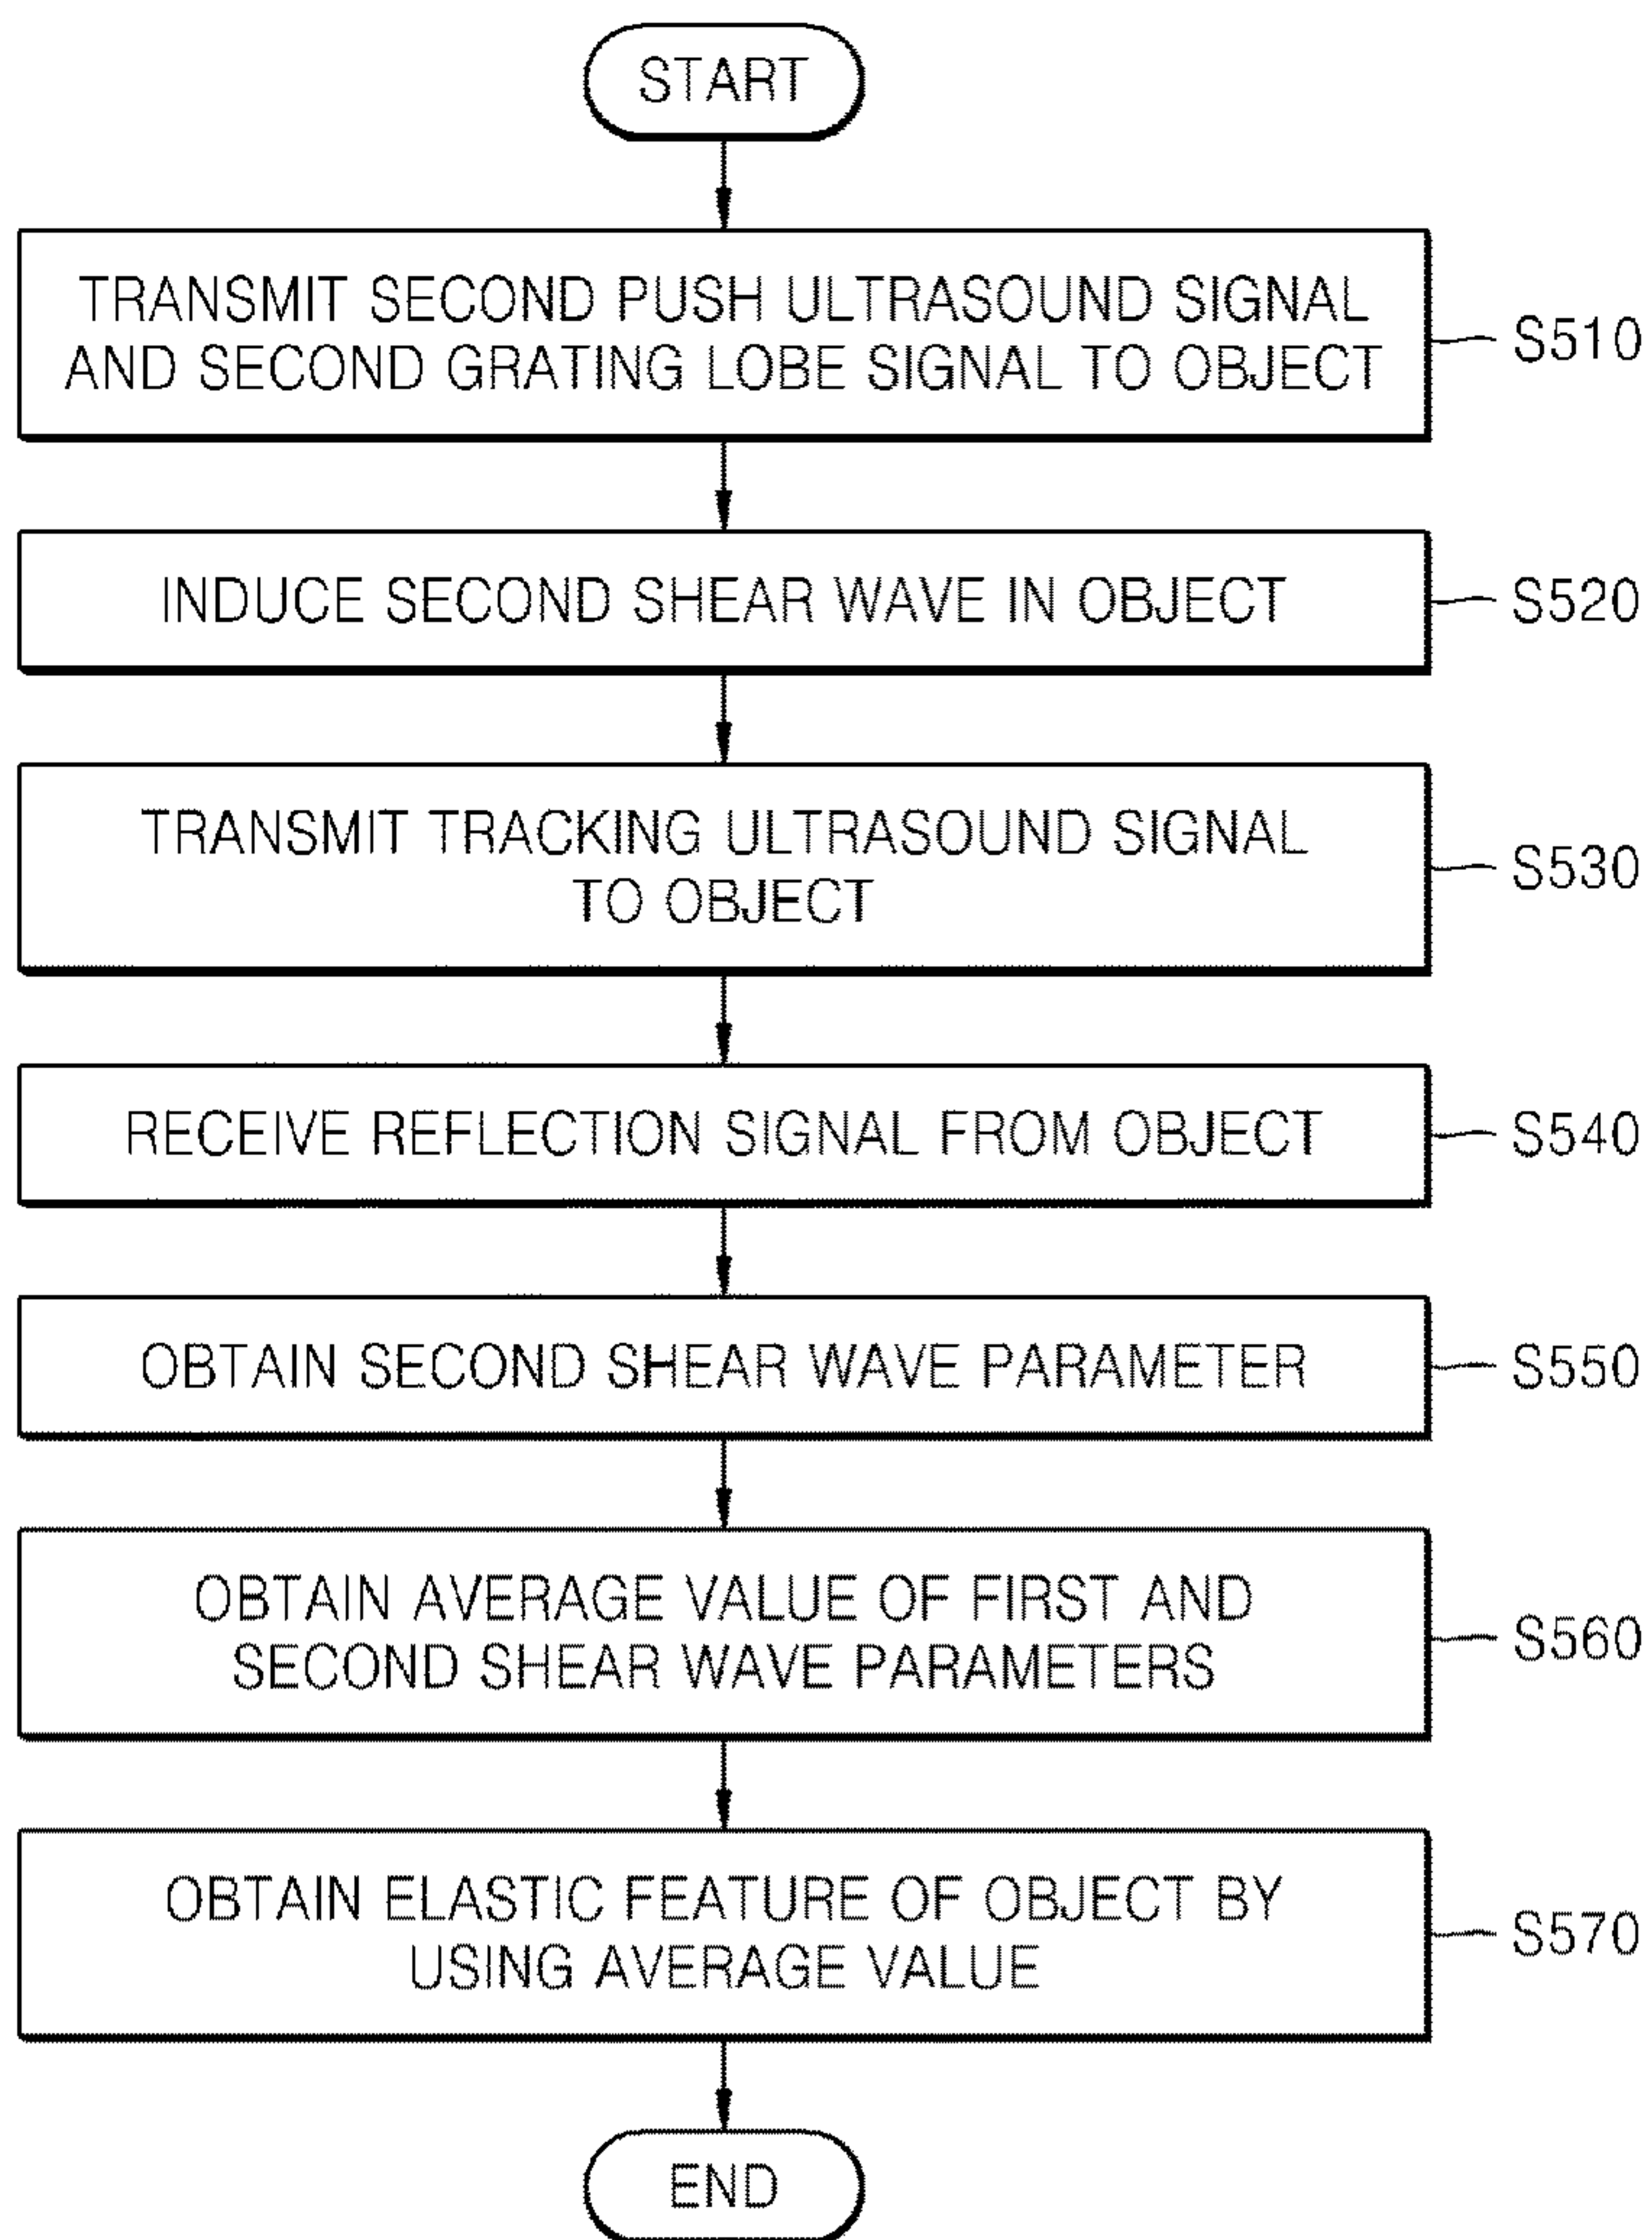 START
TRANSMIT SECOND PUSH ULTRASOUND SIGNAL
AND SECOND GRATING LOBE SIGNAL TO OBJECT
S510
INDUCE SECOND SHEAR WAVE IN OBJECT
S520
TRANSMIT TRACKING ULTRASOUND SIGNAL
TO OBJECT
S530
RECEIVE REFLECTION SIGNAL FROM OBJECT
S540
OBTAIN SECOND SHEAR WAVE PARAMETER
S550
OBTAIN AVERAGE VALUE OF FIRST AND
SECOND SHEAR WAVE PARAMETERS
S560
OBTAIN ELASTIC FEATURE OF OBJECT BY
USING AVERAGE VALUE
S570
END